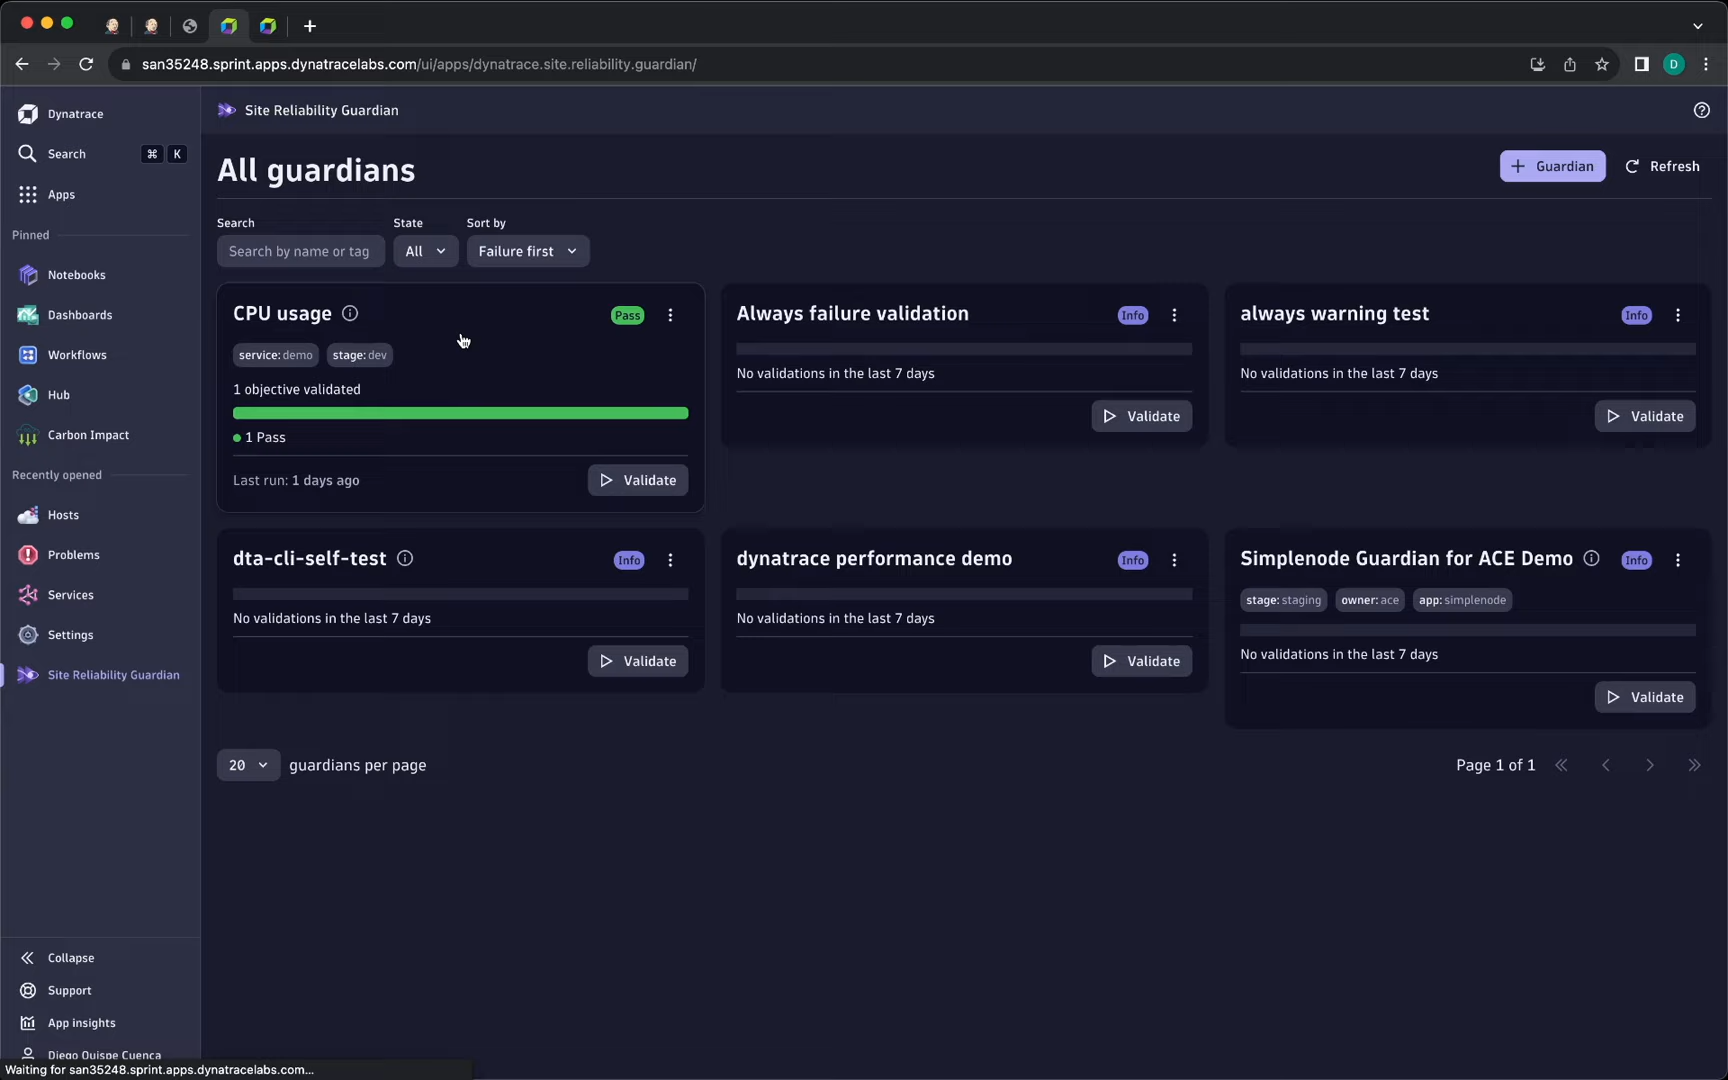 san35248.sprint.apps.dynatracelabs.com/ui/apps/dynatrace.site.reliability.guardian/
D
Dynatrace
Search ⌘ K
Apps
Pinned
Notebooks
Dashboards
Workflows
Hub
Carbon Impact
Recently opened
Hosts
Problems
Services
Settings
Site Reliability Guardian
Collapse
Support
App insights
Diego Quispe Cuenca
Waiting for san35248.sprint.apps.dynatracelabs.com...
Site Reliability Guardian
All guardians
+ Guardian
Refresh
Search
State
Sort by
Search by name or tag
All
Failure first
CPU usage
Pass
service: demo
stage: dev
1 objective validated
1 Pass
Last run: 1 days ago
Validate
Always failure validation
Info
No validations in the last 7 days
Validate
always warning test
Info
No validations in the last 7 days
Validate
dta-cli-self-test
Info
No validations in the last 7 days
Validate
dynatrace performance demo
Info
No validations in the last 7 days
Validate
Simplenode Guardian for ACE Demo
Info
stage: staging
owner: ace
app: simplenode
No validations in the last 7 days
Validate
20
guardians per page
Page 1 of 1